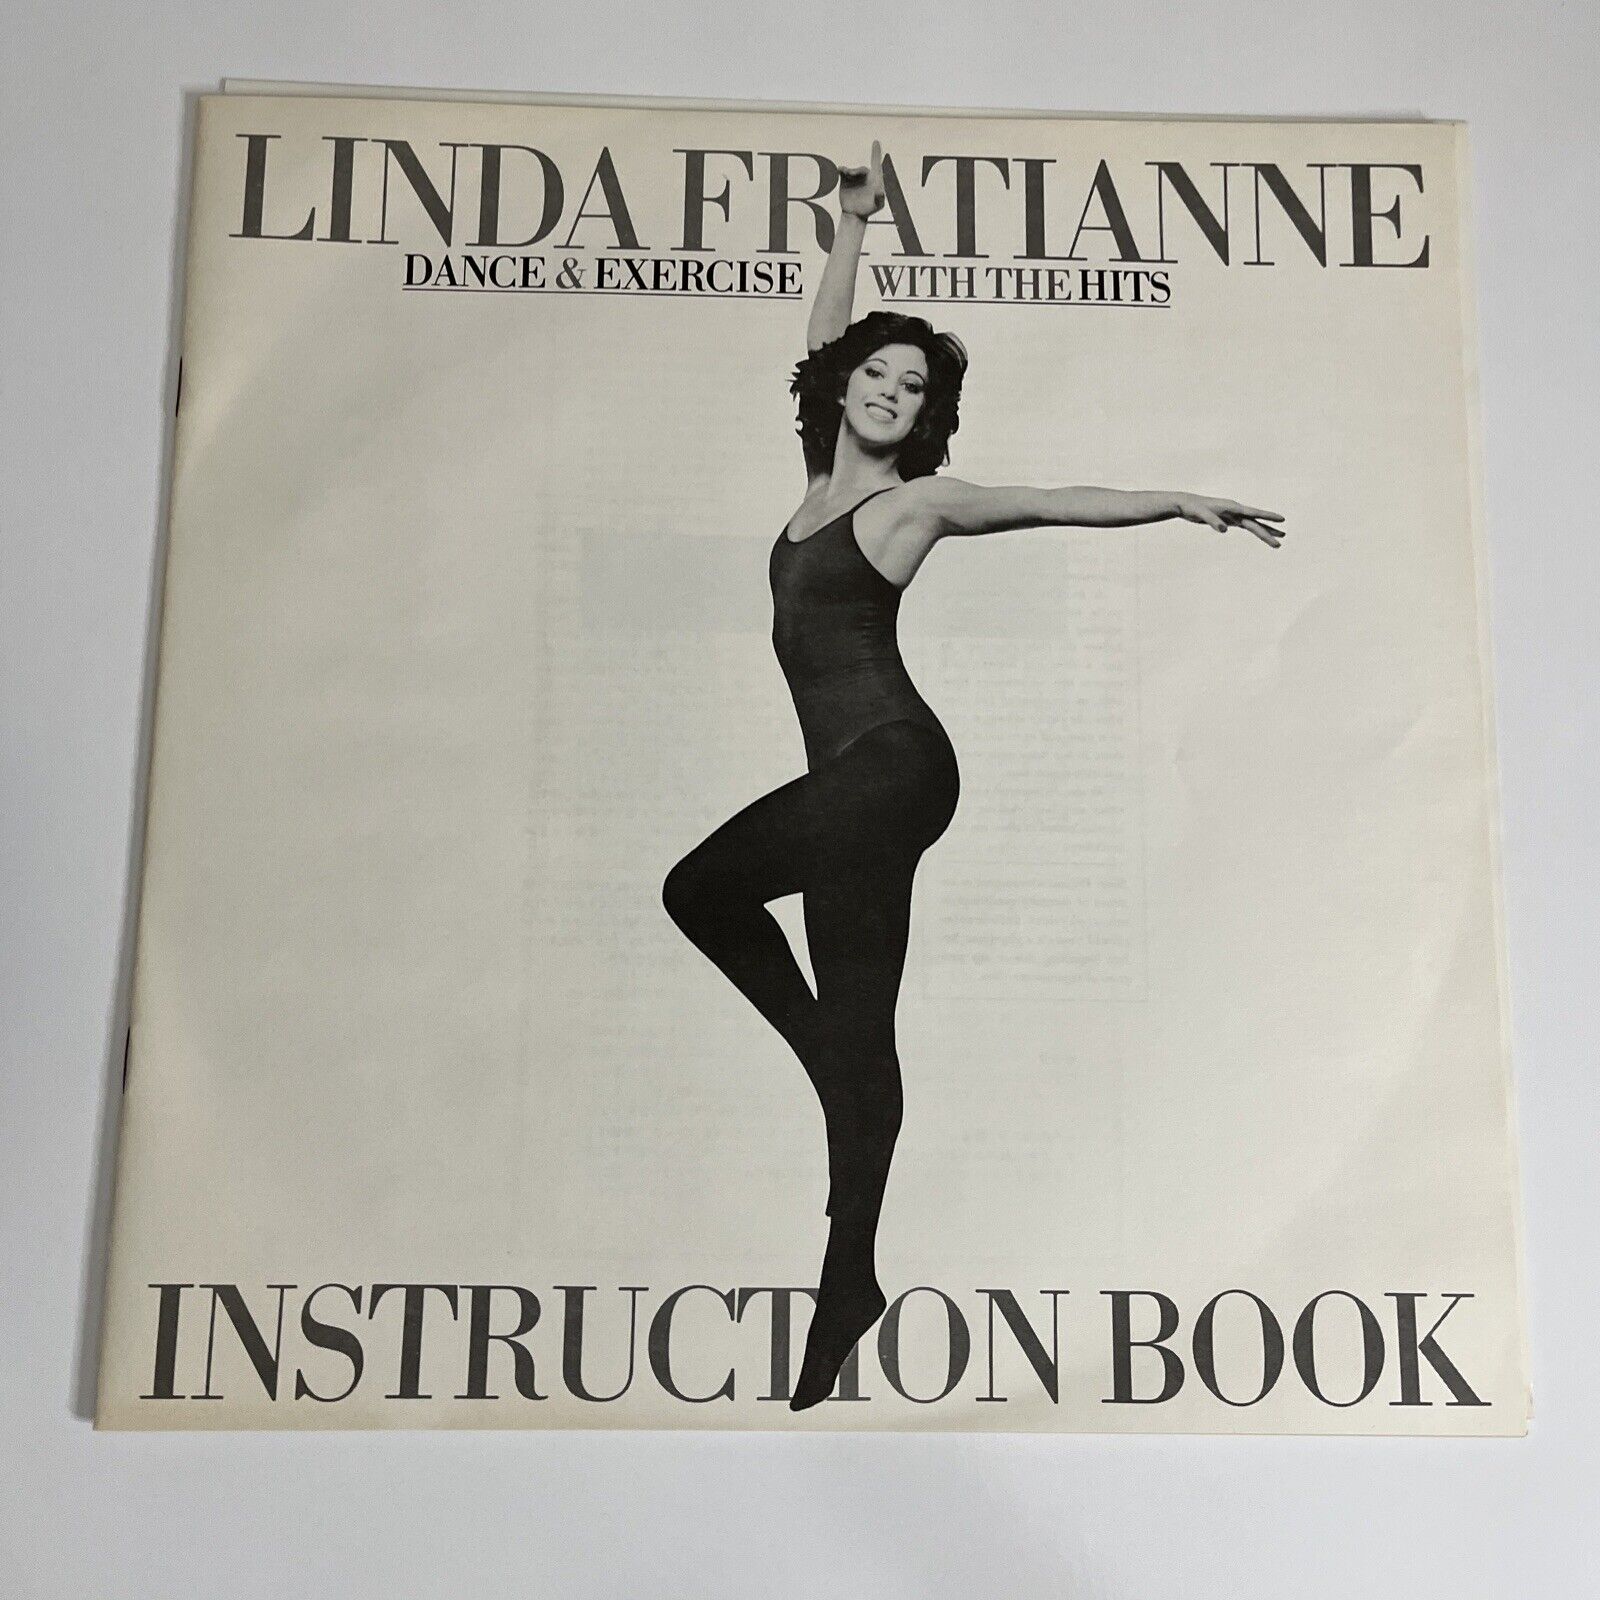 LINDA FRATIANNE
DANCE & EXERCISE WITH THE HITS
INSTRUCTION BOOK